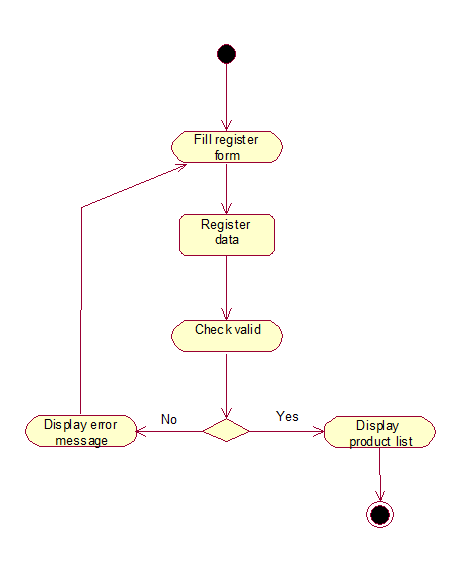 Fill register
form
Register
data
Check valid
No
Yes
Display error
message
Display
product list